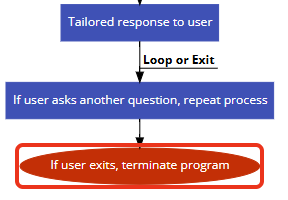 Tailored response to user
Loop or Exit
If user asks another question, repeat process
If user exits, terminate program